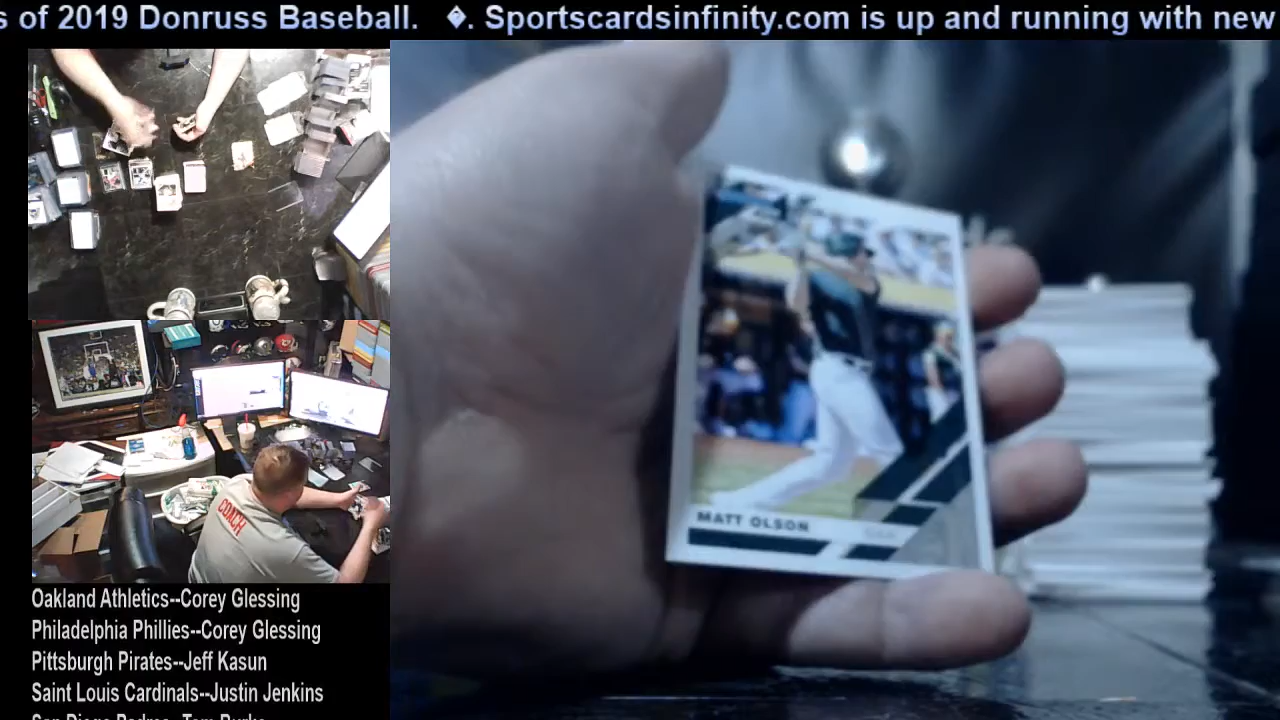 s of 2019 Donruss Baseball. �. Sportscardsinfinity.com is up and running with new
MATT OLSON
COACH
Oakland Athletics--Corey Glessing
Philadelphia Phillies--Corey Glessing
Pittsburgh Pirates--Jeff Kasun
Saint Louis Cardinals--Justin Jenkins